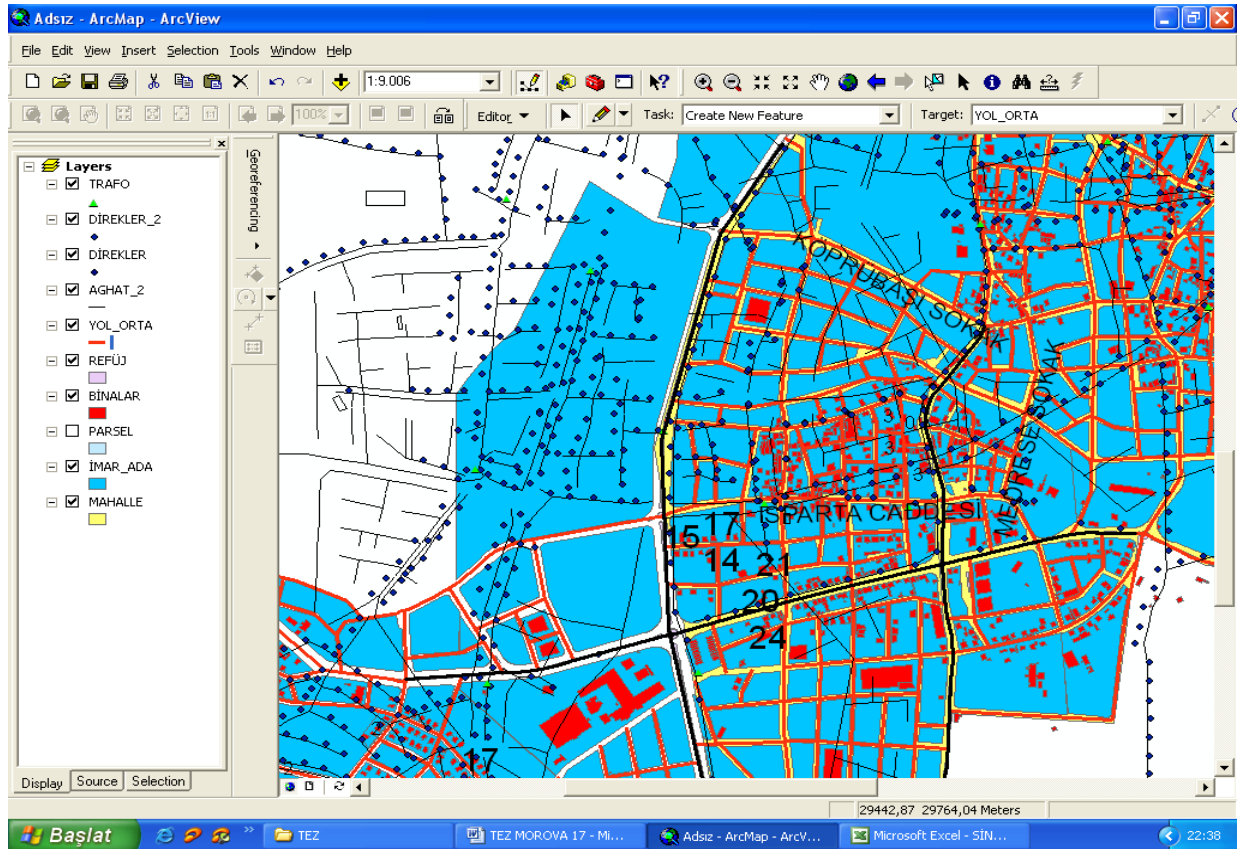 Adsız - ArcMap - ArcView
File Edit View Insert Selection Tools Window Help
1:9.006
100% Editor Task: Create New Feature Target: YOL_ORTA
Layers
TRAFO
DİREKLER_2
DİREKLER
AGHAT_2
YOL_ORTA
REFÜJ
BİNALAR
PARSEL
İMAR_ADA
MAHALLE
Georeferencing
KOPRUBAŞI SOKAK
MEDRESE SOKAK
ISPARTA CADDESİ
15 17
14 21
20
24
17
Display Source Selection
29442,87 29764,04 Meters
Başlat TEZ TEZ MOROVA 17 - Mi... Adsız - ArcMap - ArcV... Microsoft Excel - SİN... 22:38